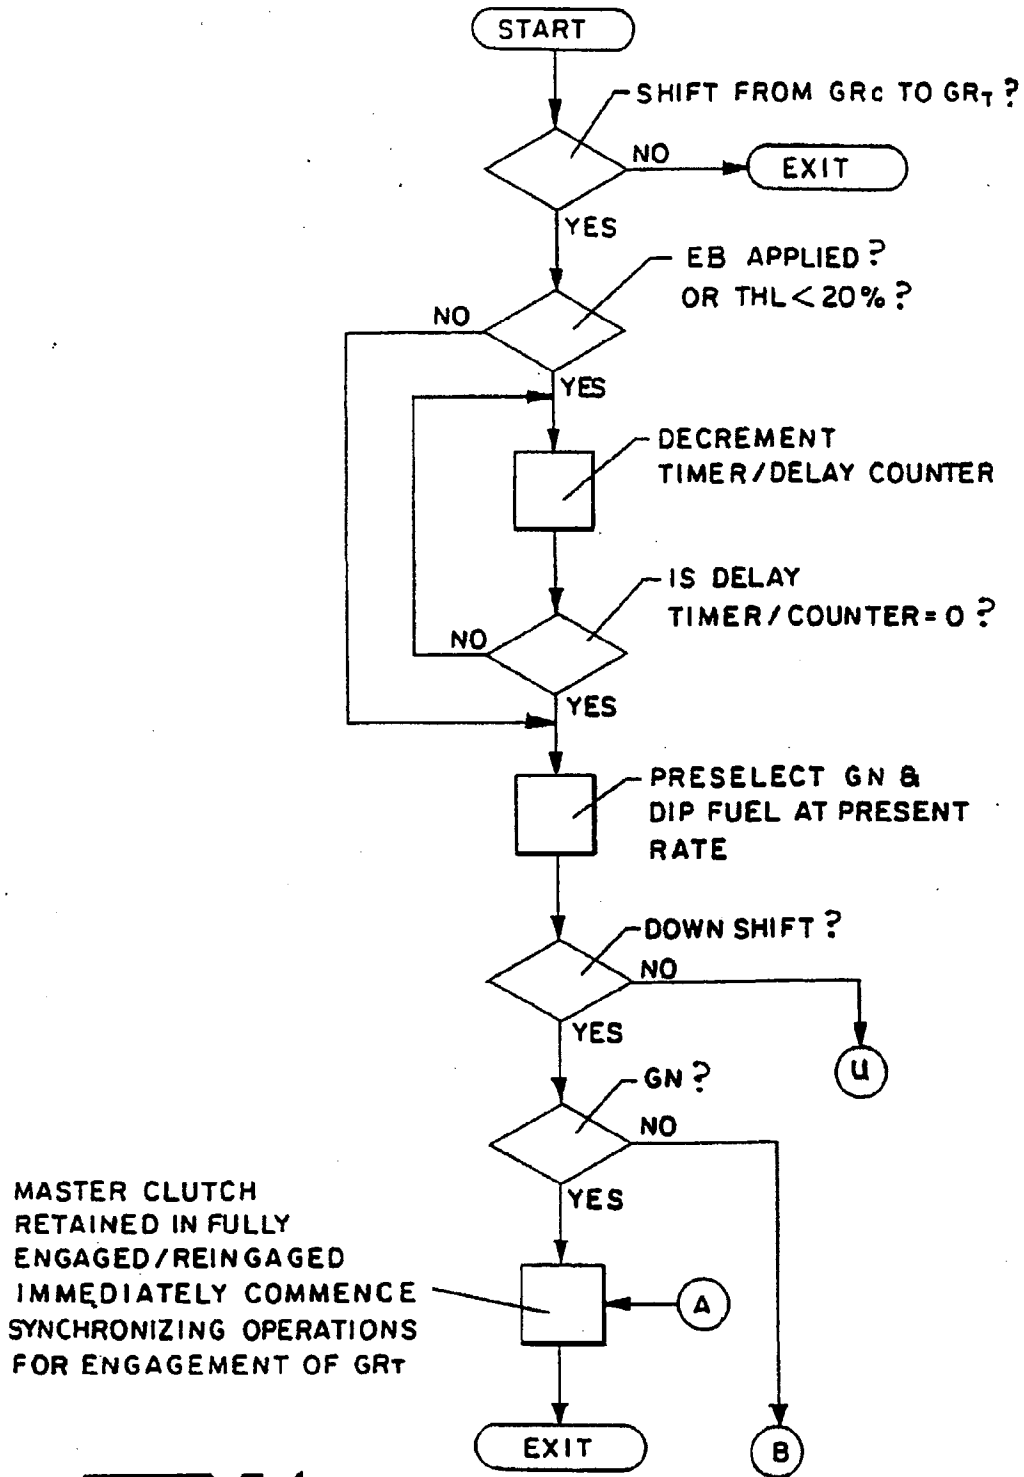 START
SHIFT FROM GRC TO GRT ?
NO
EXIT
YES
EB APPLIED ?
OR THL < 20% ?
NO
YES
DECREMENT
TIMER/DELAY COUNTER
IS DELAY
TIMER/COUNTER = 0 ?
NO
YES
PRESELECT GN &
DIP FUEL AT PRESENT
RATE
DOWN SHIFT ?
NO
YES
U
GN ?
NO
YES
MASTER CLUTCH
RETAINED IN FULLY
ENGAGED/REINGAGED
IMMEDIATELY COMMENCE
SYNCHRONIZING OPERATIONS
FOR ENGAGEMENT OF GRT
A
EXIT
B